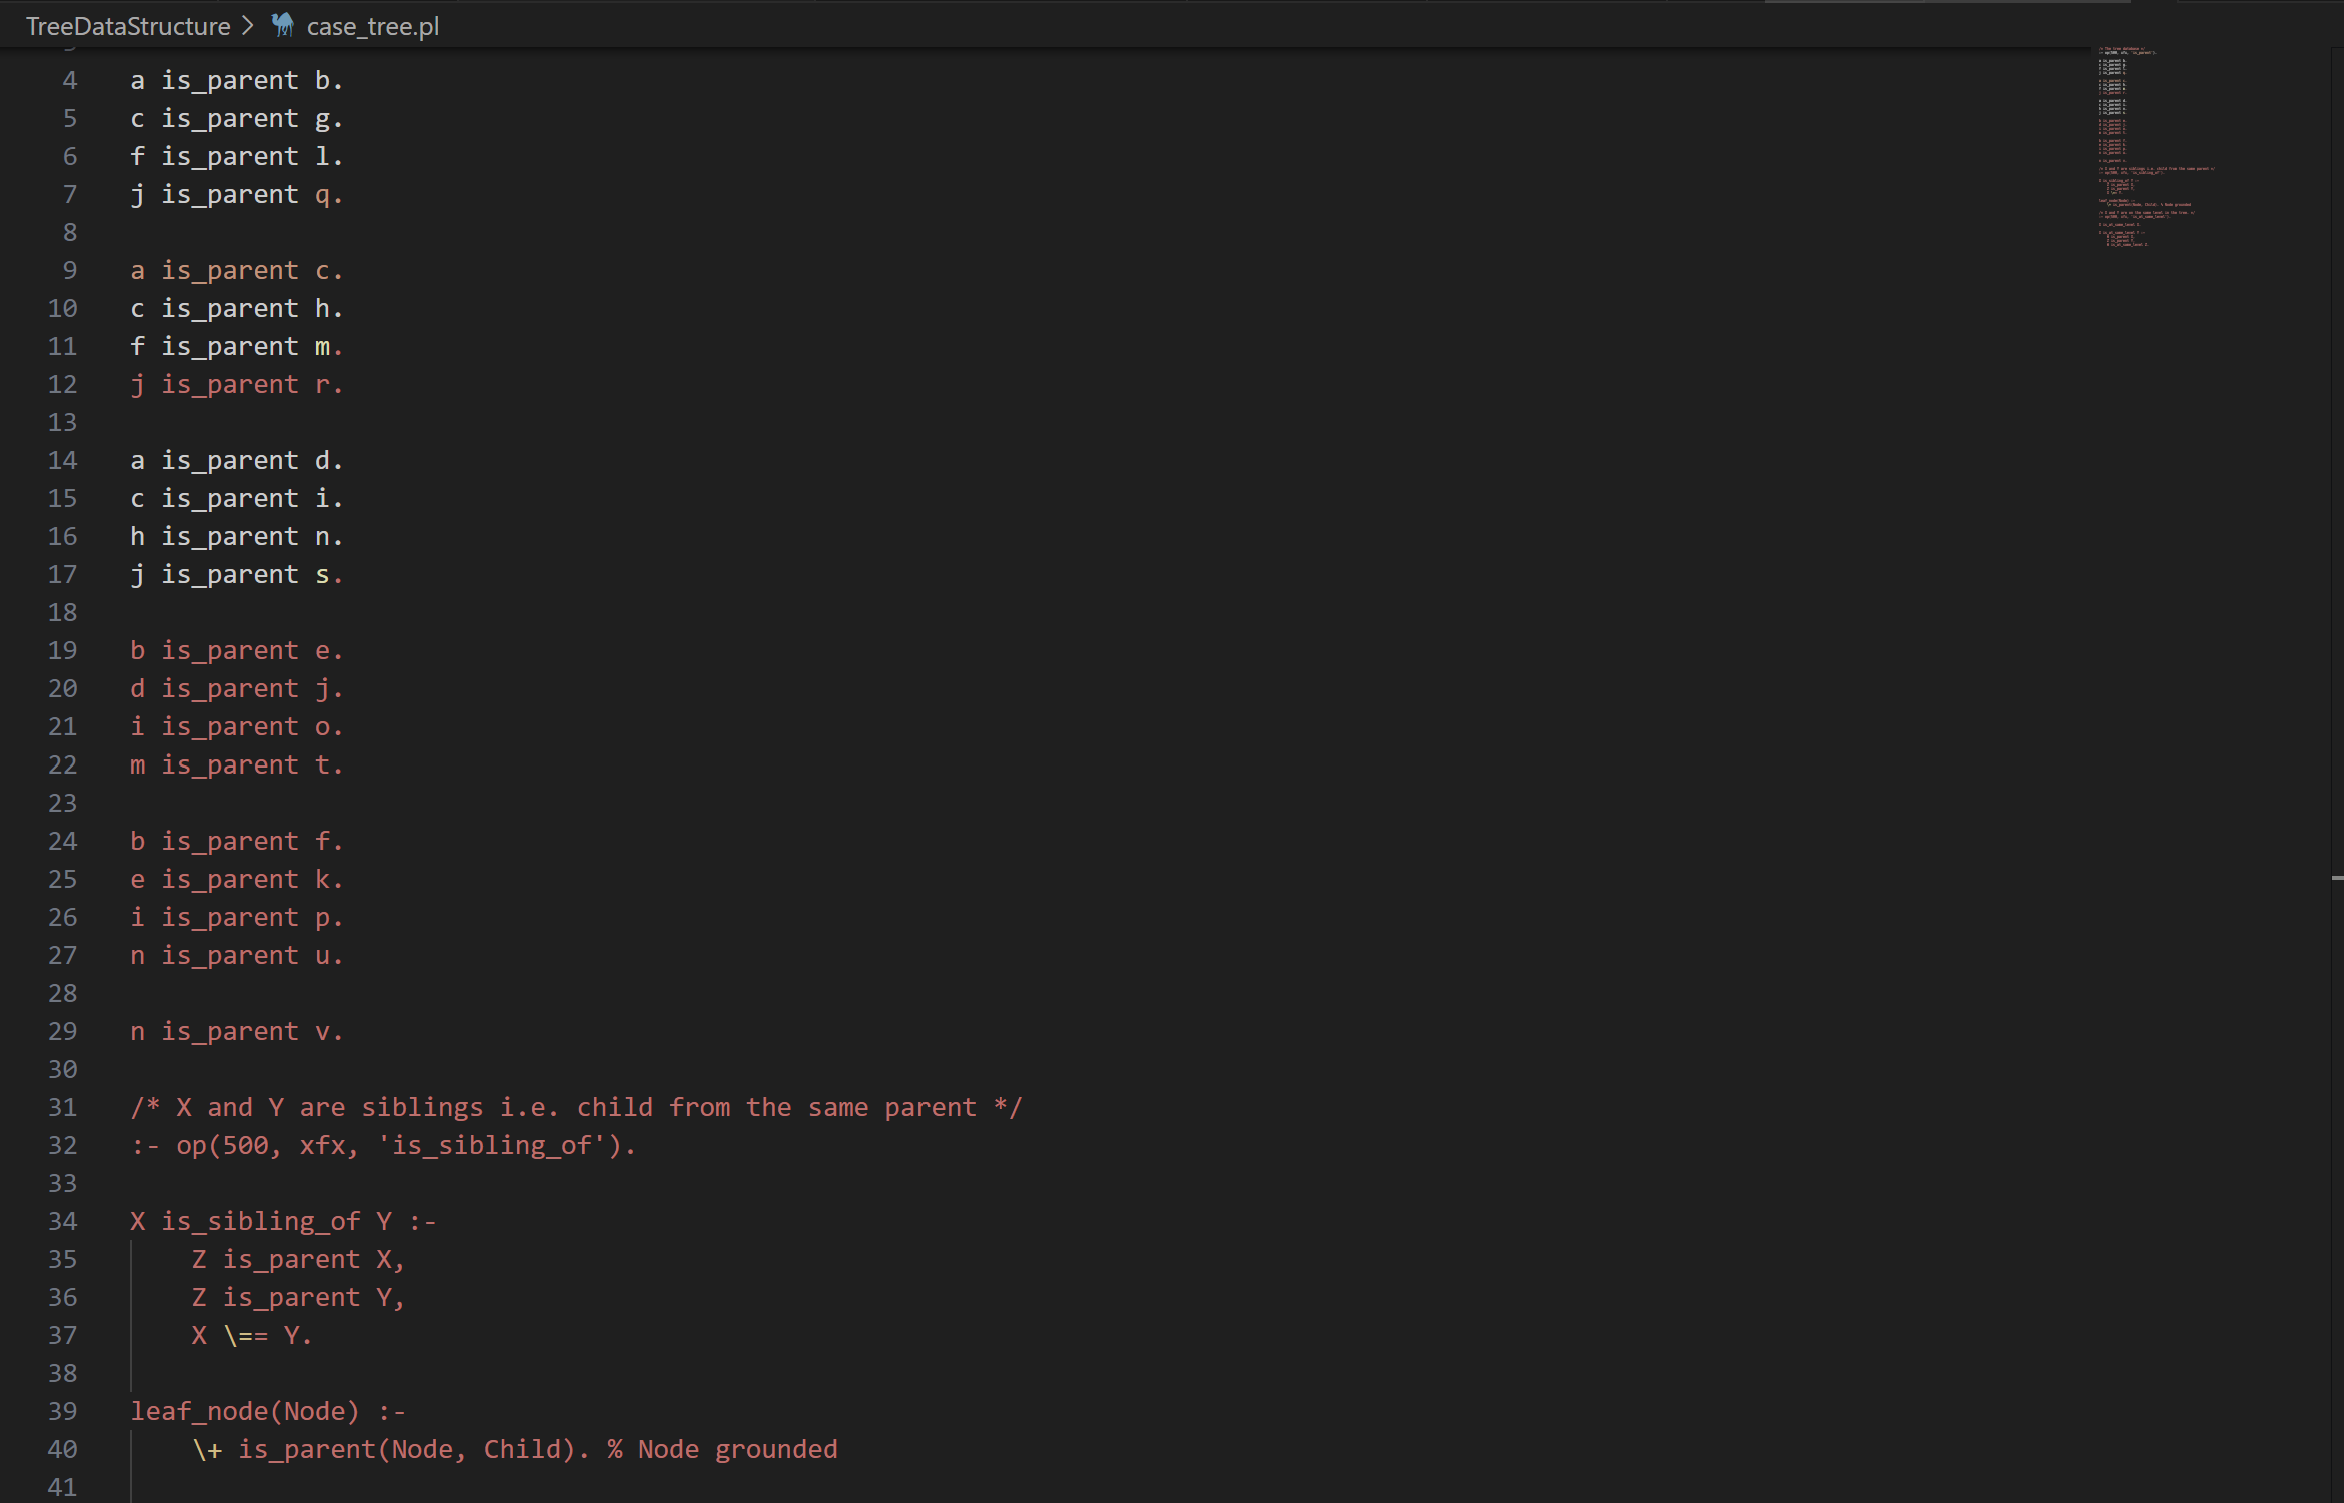 TreeDataStructure > case_tree.pl
4 a is_parent b.
5 c is_parent g.
6 f is_parent l.
7 j is_parent q.
8
9 a is_parent c.
10 c is_parent h.
11 f is_parent m.
12 j is_parent r.
13
14 a is_parent d.
15 c is_parent i.
16 h is_parent n.
17 j is_parent s.
18
19 b is_parent e.
20 d is_parent j.
21 i is_parent o.
22 m is_parent t.
23
24 b is_parent f.
25 e is_parent k.
26 i is_parent p.
27 n is_parent u.
28
29 n is_parent v.
30
31 /* X and Y are siblings i.e. child from the same parent */
32 :- op(500, xfx, 'is_sibling_of').
33
34 X is_sibling_of Y :-
35 Z is_parent X,
36 Z is_parent Y,
37 X \== Y.
38
39 leaf_node(Node) :-
40 \+ is_parent(Node, Child). % Node grounded
41